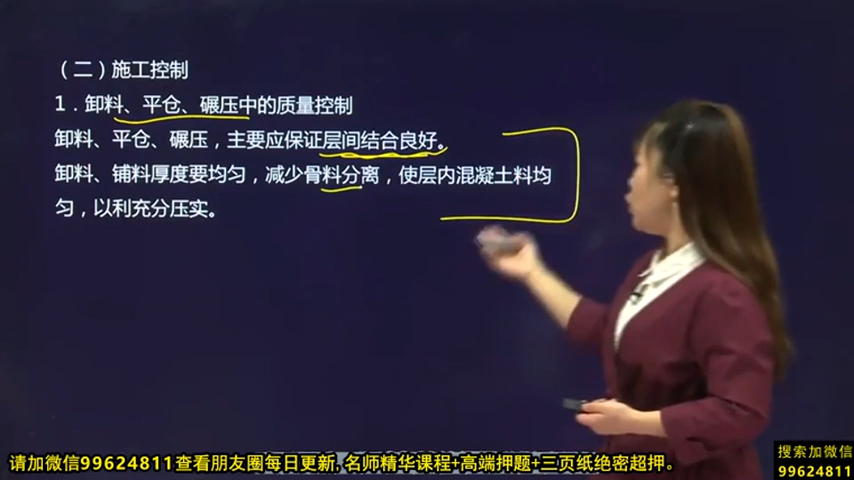 （二）施工控制
1．卸料、平仓、碾压中的质量控制
卸料、平仓、碾压，主要应保证层间结合良好。
卸料、铺料厚度要均匀，减少骨料分离，使层内混凝土料均
匀，以利充分压实。
请加微信99624811查看朋友圈每日更新,名师精华课程+高端押题+三页纸绝密超押。
搜索加微信
99624811